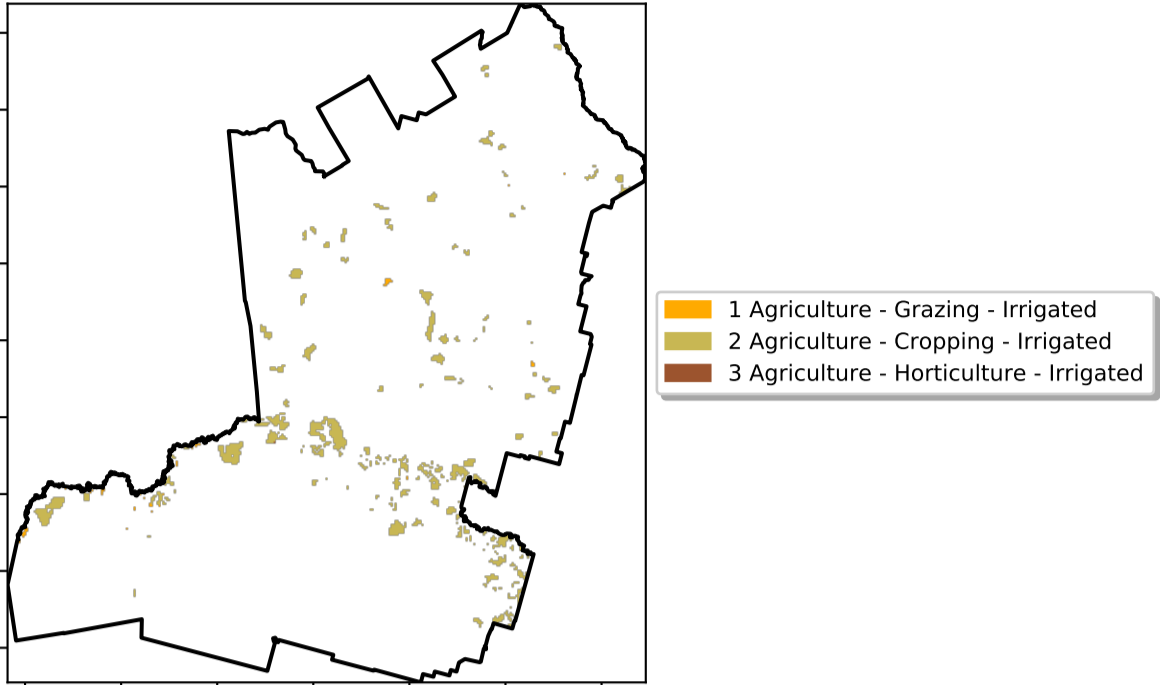 1 Agriculture - Grazing - Irrigated
2 Agriculture - Cropping - Irrigated
3 Agriculture - Horticulture - Irrigated